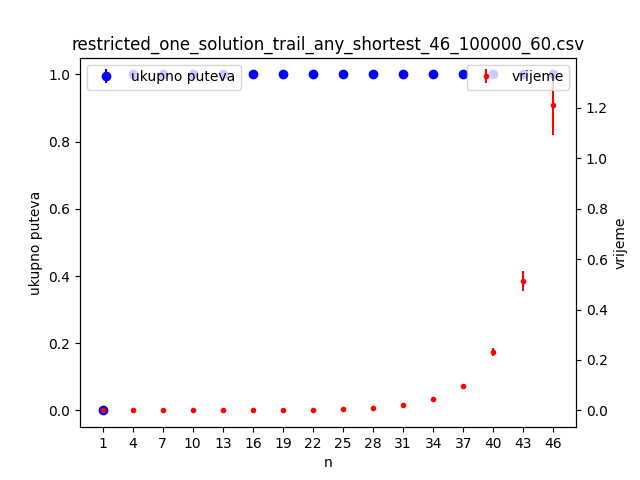 restricted_one_solution_trail_any_shortest_46_100000_60.csv
ukupno puteva
vrijeme
1.0
0.8
0.6
0.4
0.2
0.0
ukupno puteva
1.2
1.0
0.8
0.6
0.4
0.2
0.0
vrijeme
1 4 7 10 13 16 19 22 25 28 31 34 37 40 43 46
n